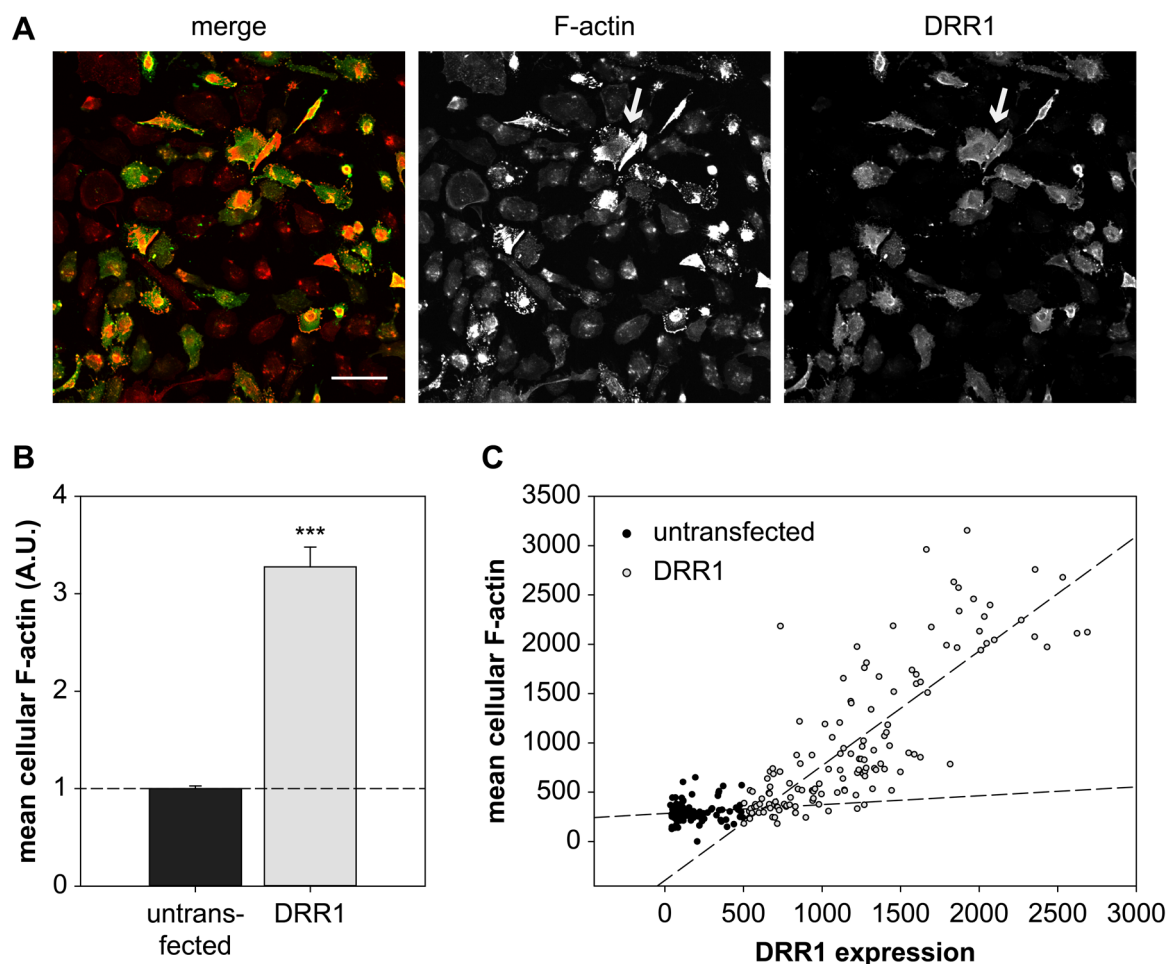 A
merge
F-actin
DRR1
B
mean cellular F-actin (A.U.)
4
3
2
1
0
***
untrans-
fected
DRR1
C
mean cellular F-actin
3500
3000
2500
2000
1500
1000
500
0
untransfected
DRR1
0 500 1000 1500 2000 2500 3000
DRR1 expression